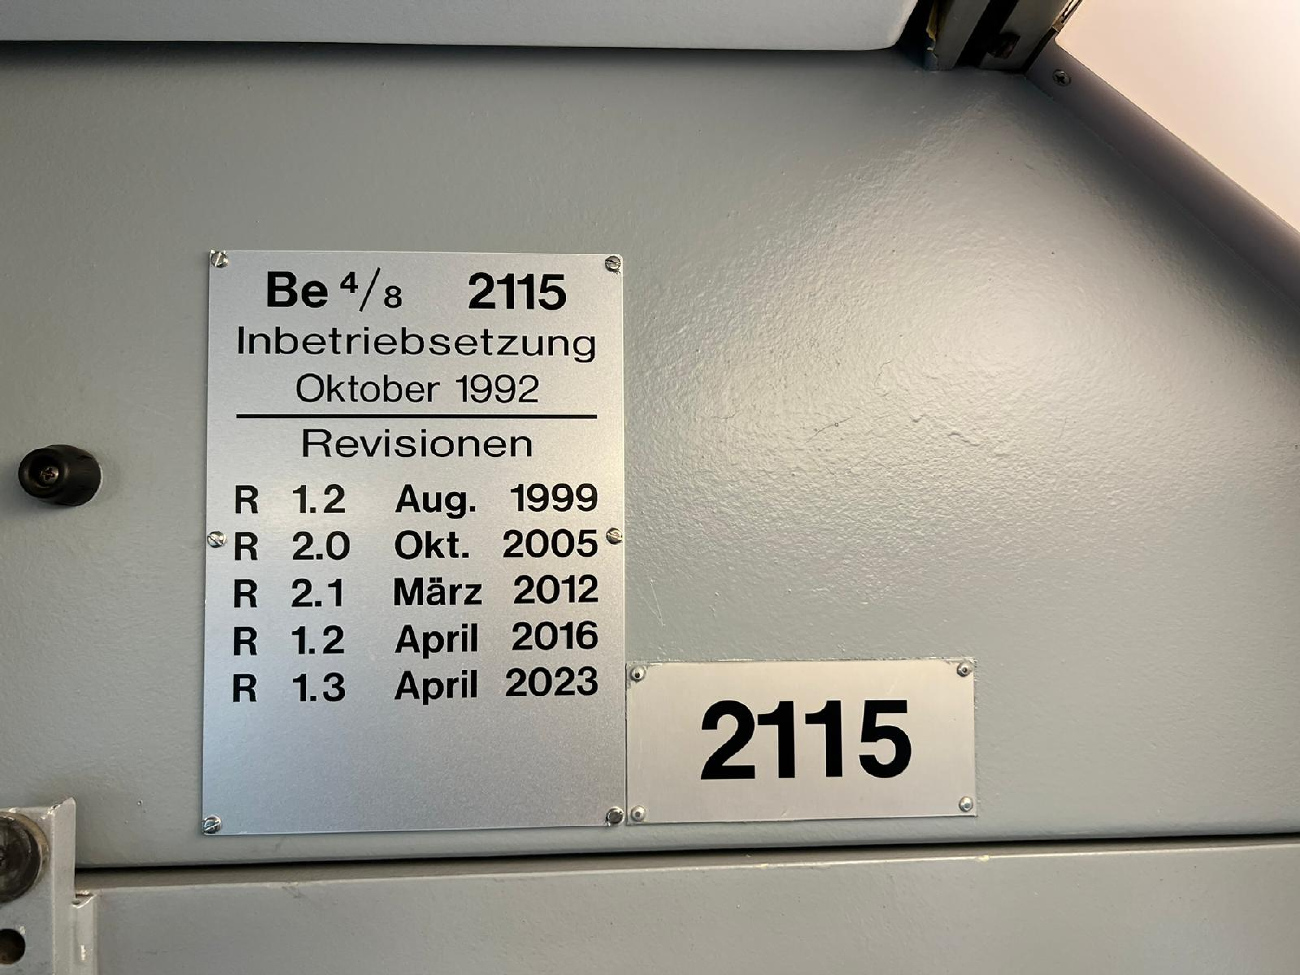 Be 4/8 2115
Inbetriebsetzung
Oktober 1992
Revisionen
R 1.2 Aug. 1999
R 2.0 Okt. 2005
R 2.1 März 2012
R 1.2 April 2016
R 1.3 April 2023
2115